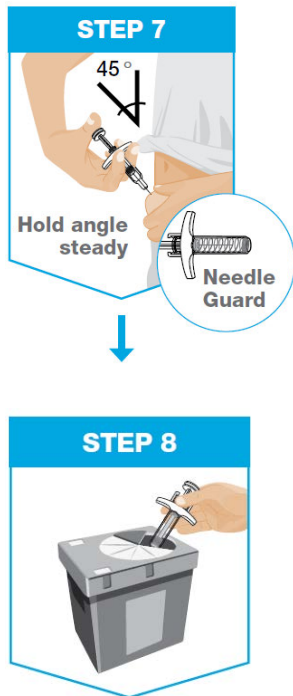 STEP 7
45°
Hold angle
steady
Needle
Guard
STEP 8